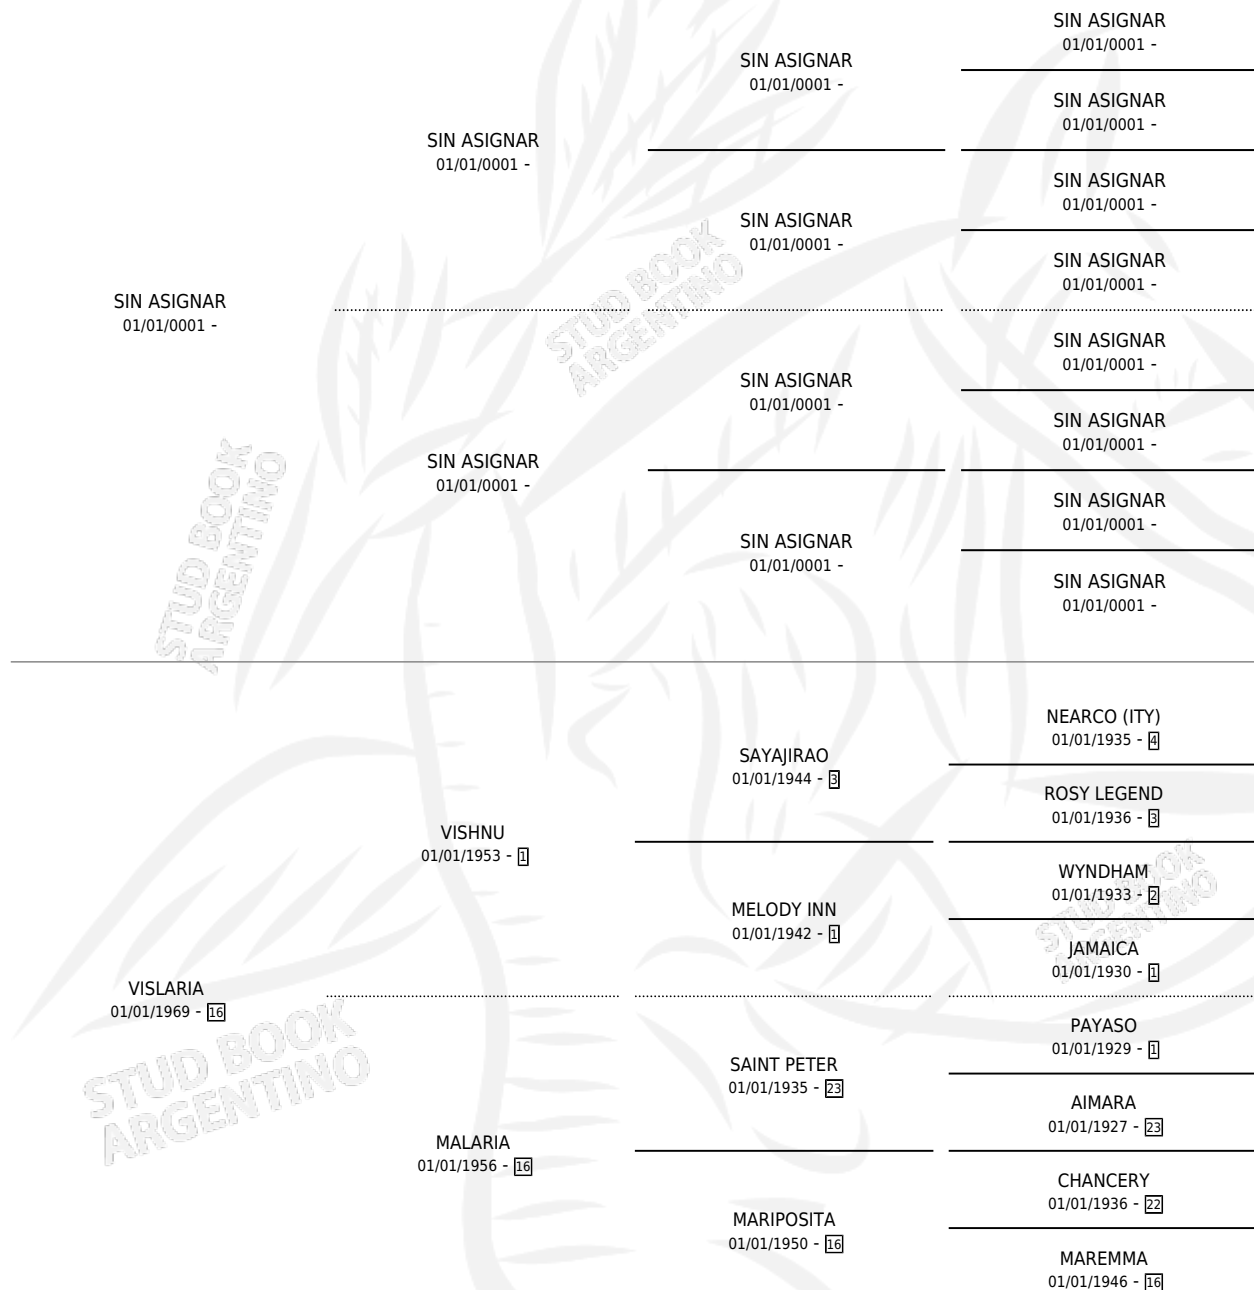 SIN ASIGNAR
01/01/0001 -
SIN ASIGNAR
01/01/0001 -
SIN ASIGNAR
01/01/0001 -
SIN ASIGNAR
01/01/0001 -
SIN ASIGNAR
01/01/0001 -
SIN ASIGNAR
01/01/0001 -
SIN ASIGNAR
01/01/0001 -
STUD BOOK
ARGENTINO
SIN ASIGNAR
01/01/0001 -
SIN ASIGNAR
01/01/0001 -
SIN ASIGNAR
01/01/0001 -
SIN ASIGNAR
01/01/0001 -
SIN ASIGNAR
01/01/0001 -
SIN ASIGNAR
01/01/0001 -
STUD BOOK
ARGENTINO
SIN ASIGNAR
01/01/0001 -
SIN ASIGNAR
01/01/0001 -
NEARCO (ITY)
01/01/1935 - 4
SAYAJIRAO
01/01/1944 - 3
ROSY LEGEND
01/01/1936 - 3
VISHNU
01/01/1953 - 1
WYNDHAM
01/01/1933 - 2
STUD BOOK
ARGENTINO
MELODY INN
01/01/1942 - 1
JAMAICA
01/01/1930 - 1
VISLARIA
01/01/1969 - 16
STUD BOOK
ARGENTINO
PAYASO
01/01/1929 - 1
SAINT PETER
01/01/1935 - 23
AIMARA
01/01/1927 - 23
MALARIA
01/01/1956 - 16
CHANCERY
01/01/1936 - 22
MARIPOSITA
01/01/1950 - 16
MAREMMA
01/01/1946 - 16